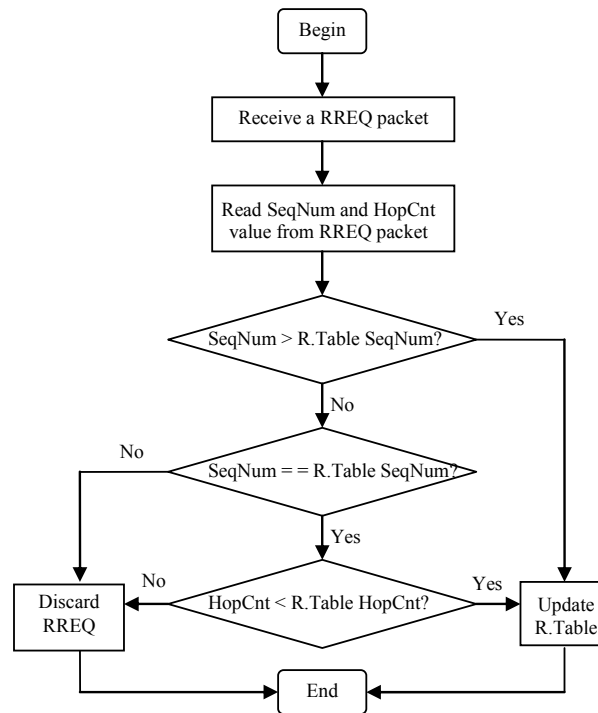 Begin
Receive a RREQ packet
Read SeqNum and HopCnt
value from RREQ packet
SeqNum > R.Table SeqNum?
Yes
No
No
SeqNum = = R.Table SeqNum?
Yes
No
HopCnt < R.Table HopCnt?
Yes
Discard
RREQ
Update
R.Table
End